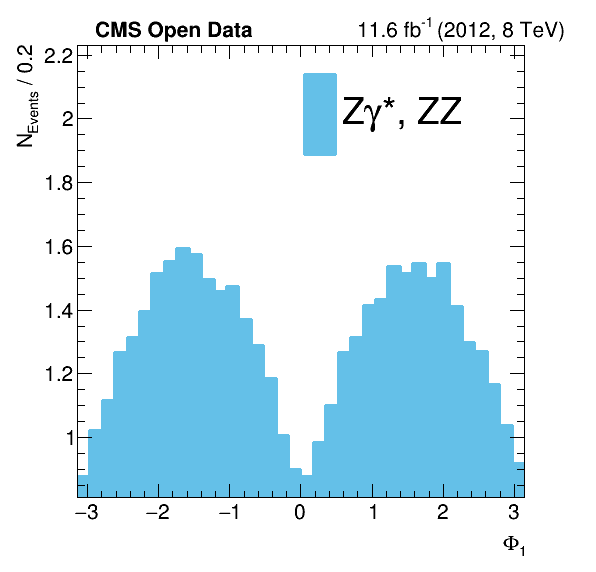 CMS Open Data 11.6 fb⁻¹ (2012, 8 TeV)
N_Events / 0.2
2.2
Zγ*, ZZ
2
1.8
1.6
1.4
1.2
1
−3 −2 −1 0 1 2 3
Φ₁